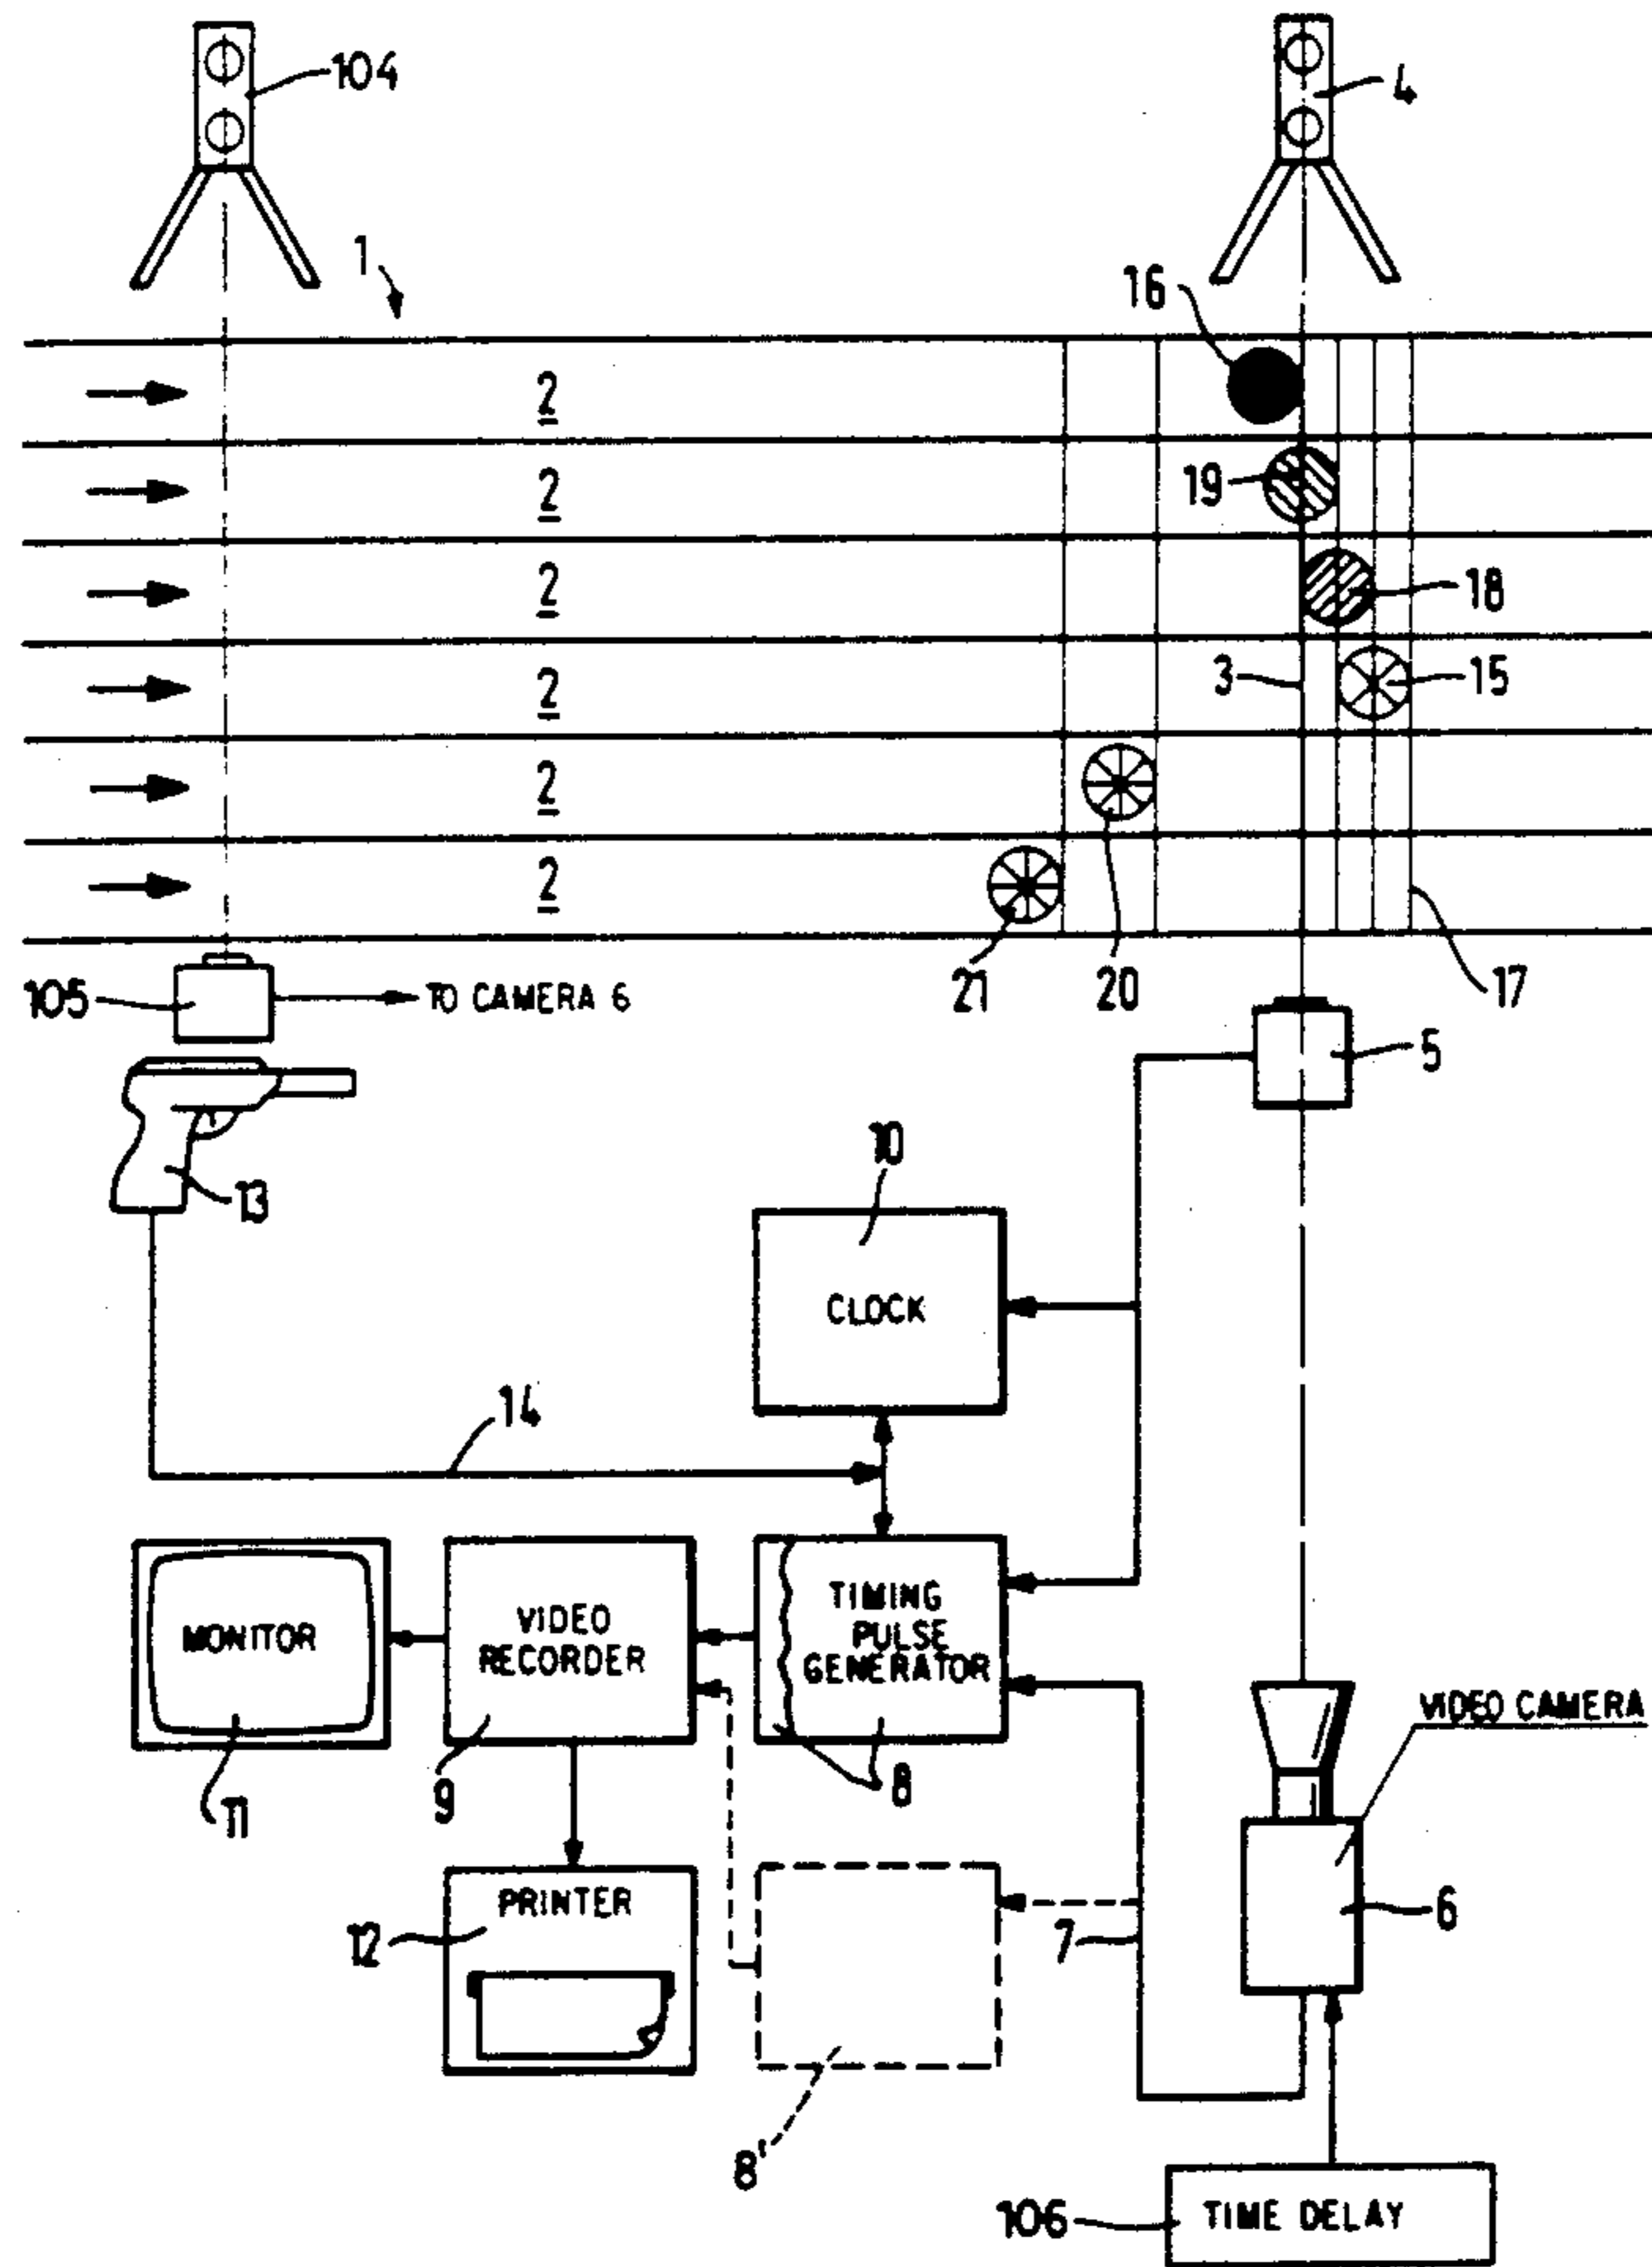 104
4
1
16
2
2
19
2
18
3
2
15
2
2
21
20
17
105
TO CAMERA 6
5
10
13
CLOCK
14
TIMING
PULSE
GENERATOR
VIDEO
RECORDER
MONITOR
VIDEO CAMERA
11
9
8
PRINTER
12
7
6
8'
106
TIME DELAY